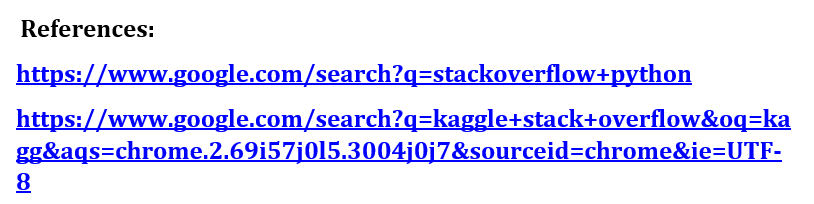 References:
https://www.google.com/search?q=stackoverflow+python
https://www.google.com/search?q=kaggle+stack+overflow&oq=ka
gg&aqs=chrome.2.69i57j0l5.3004j0j7&sourceid=chrome&ie=UTF-
8